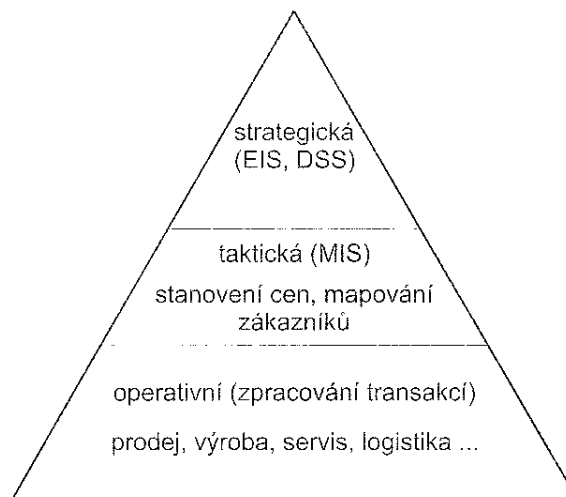 strategická
(EIS, DSS)
taktická (MIS)
stanovení cen, mapování
zákazníků
operativní (zpracování transakcí)
prodej, výroba, servis, logistika ...